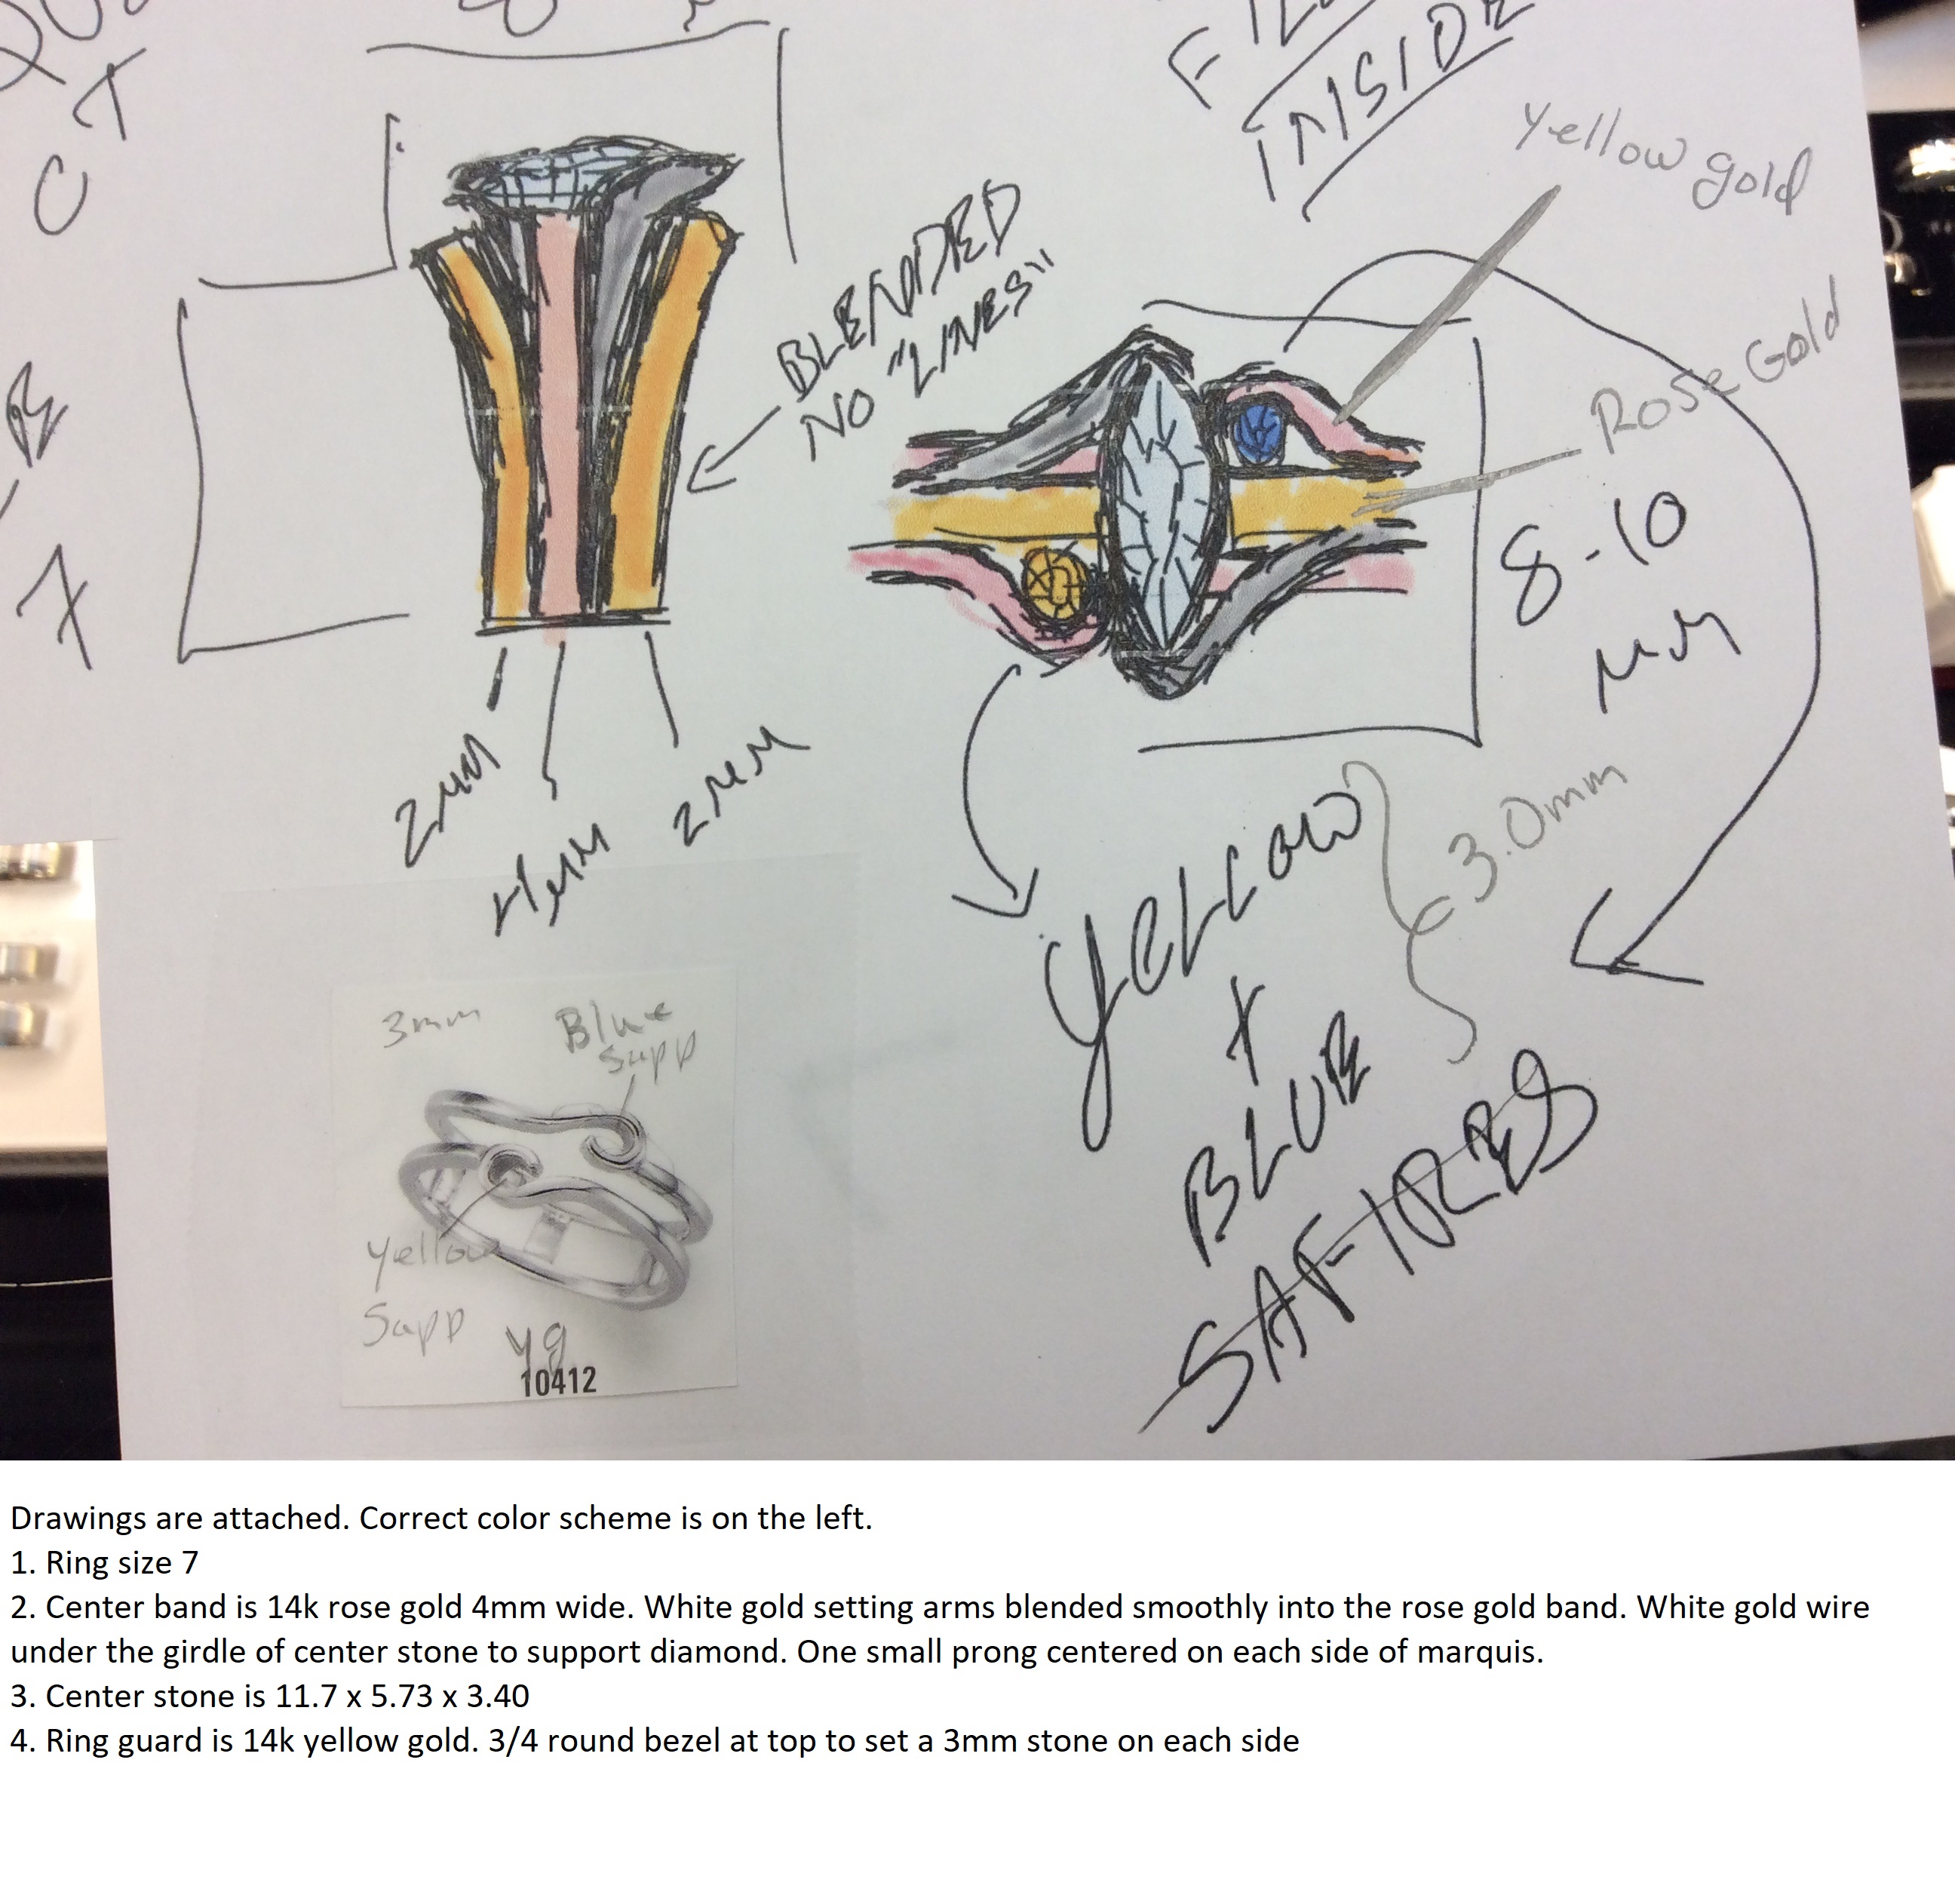 C T
INSIDE
yellow gold
BLENDED
NO "LINES"
Rose Gold
8-10
MM
2MM
4MM
2MM
YELLOW
+
BLUE
SAFIRES
3.0mm
3mm
Blue
Sapp
Yellow
Sapp
yg
10412
Drawings are attached. Correct color scheme is on the left.
1. Ring size 7
2. Center band is 14k rose gold 4mm wide. White gold setting arms blended smoothly into the rose gold band. White gold wire
under the girdle of center stone to support diamond. One small prong centered on each side of marquis.
3. Center stone is 11.7 x 5.73 x 3.40
4. Ring guard is 14k yellow gold. 3/4 round bezel at top to set a 3mm stone on each side